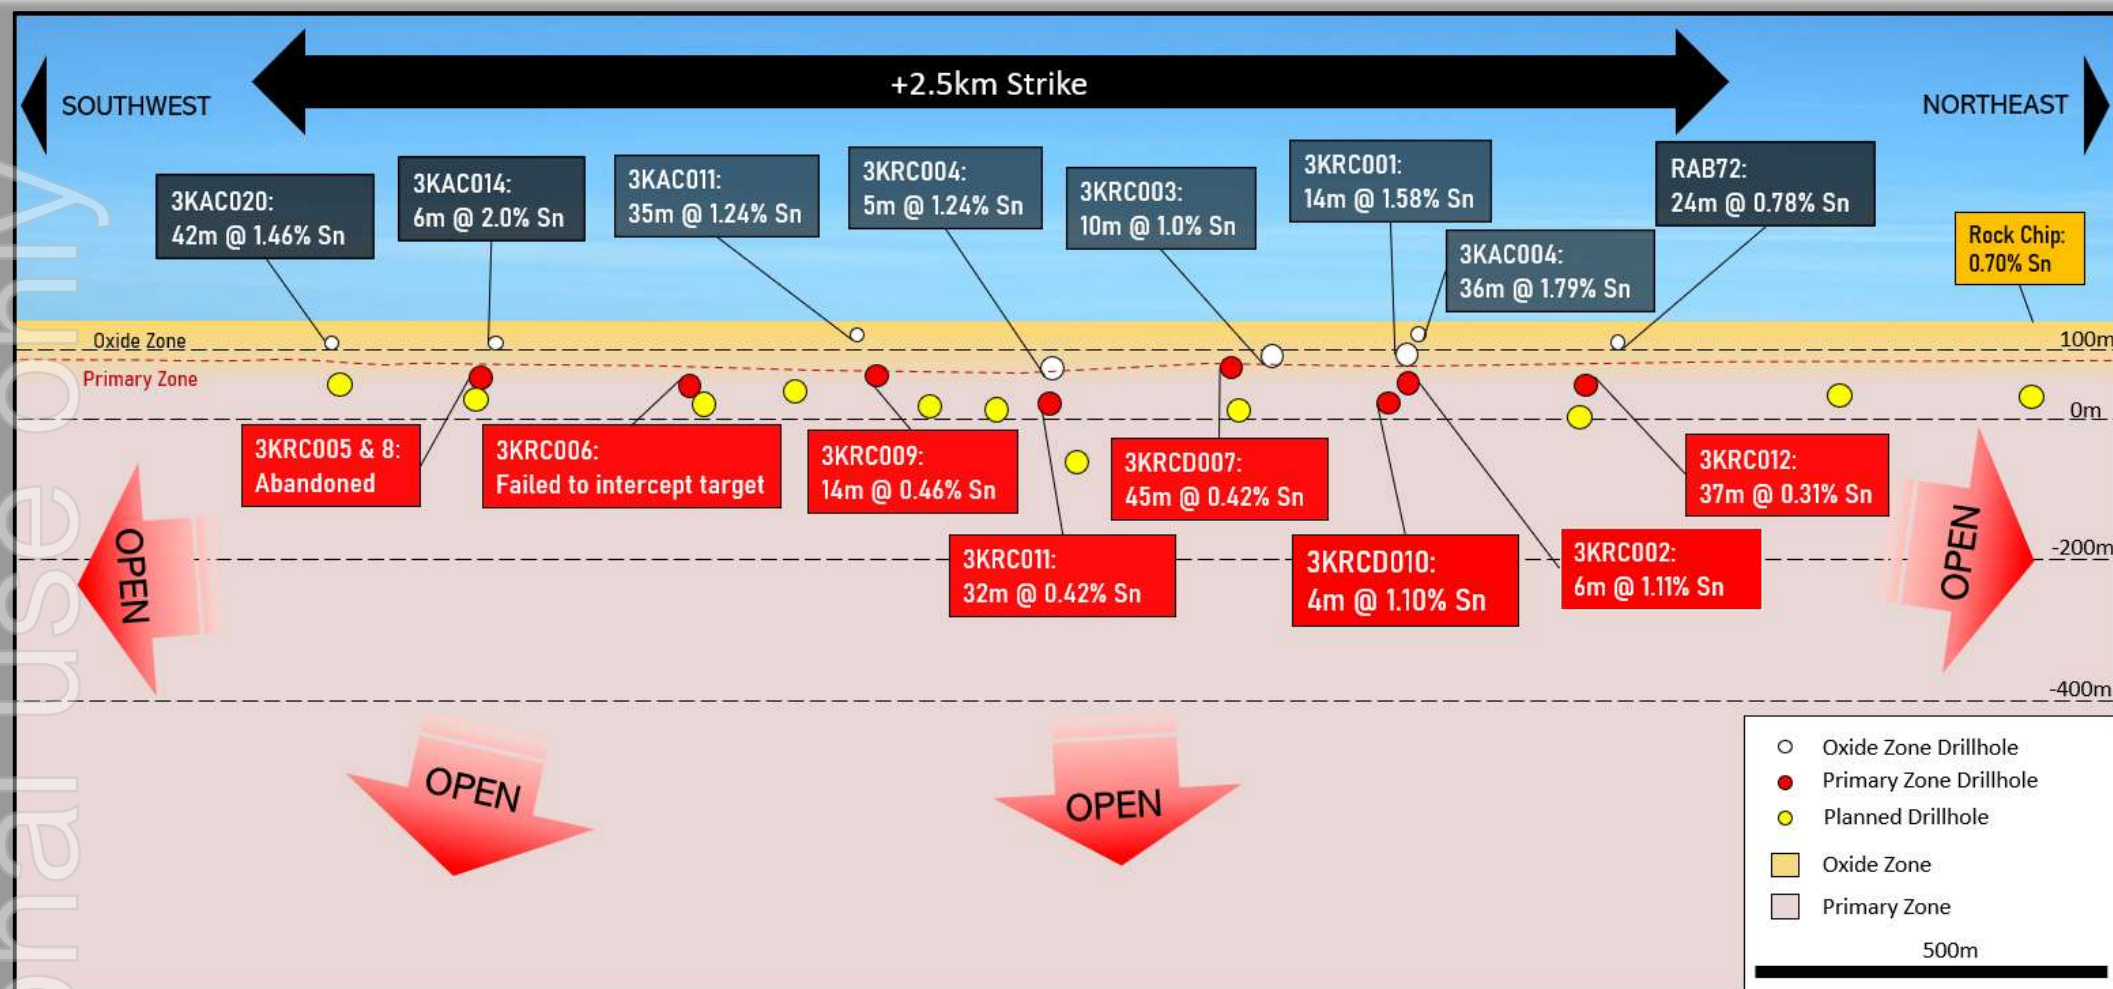 +2.5km Strike
SOUTHWEST
NORTHEAST
3KAC020:
42m @ 1.46% Sn
3KAC014:
6m @ 2.0% Sn
3KAC011:
35m @ 1.24% Sn
3KRC004:
5m @ 1.24% Sn
3KRC003:
10m @ 1.0% Sn
3KRC001:
14m @ 1.58% Sn
3KAC004:
36m @ 1.79% Sn
RAB72:
24m @ 0.78% Sn
Rock Chip:
0.70% Sn
Oxide Zone
100m
Primary Zone
0m
3KRC005 & 8:
Abandoned
3KRC006:
Failed to intercept target
3KRC009:
14m @ 0.46% Sn
3KRCD007:
45m @ 0.42% Sn
3KRC012:
37m @ 0.31% Sn
3KRC011:
32m @ 0.42% Sn
3KRCD010:
4m @ 1.10% Sn
3KRC002:
6m @ 1.11% Sn
OPEN
OPEN
-200m
-400m
OPEN
OPEN
Oxide Zone Drillhole
Primary Zone Drillhole
Planned Drillhole
Oxide Zone
Primary Zone
500m
onal use only